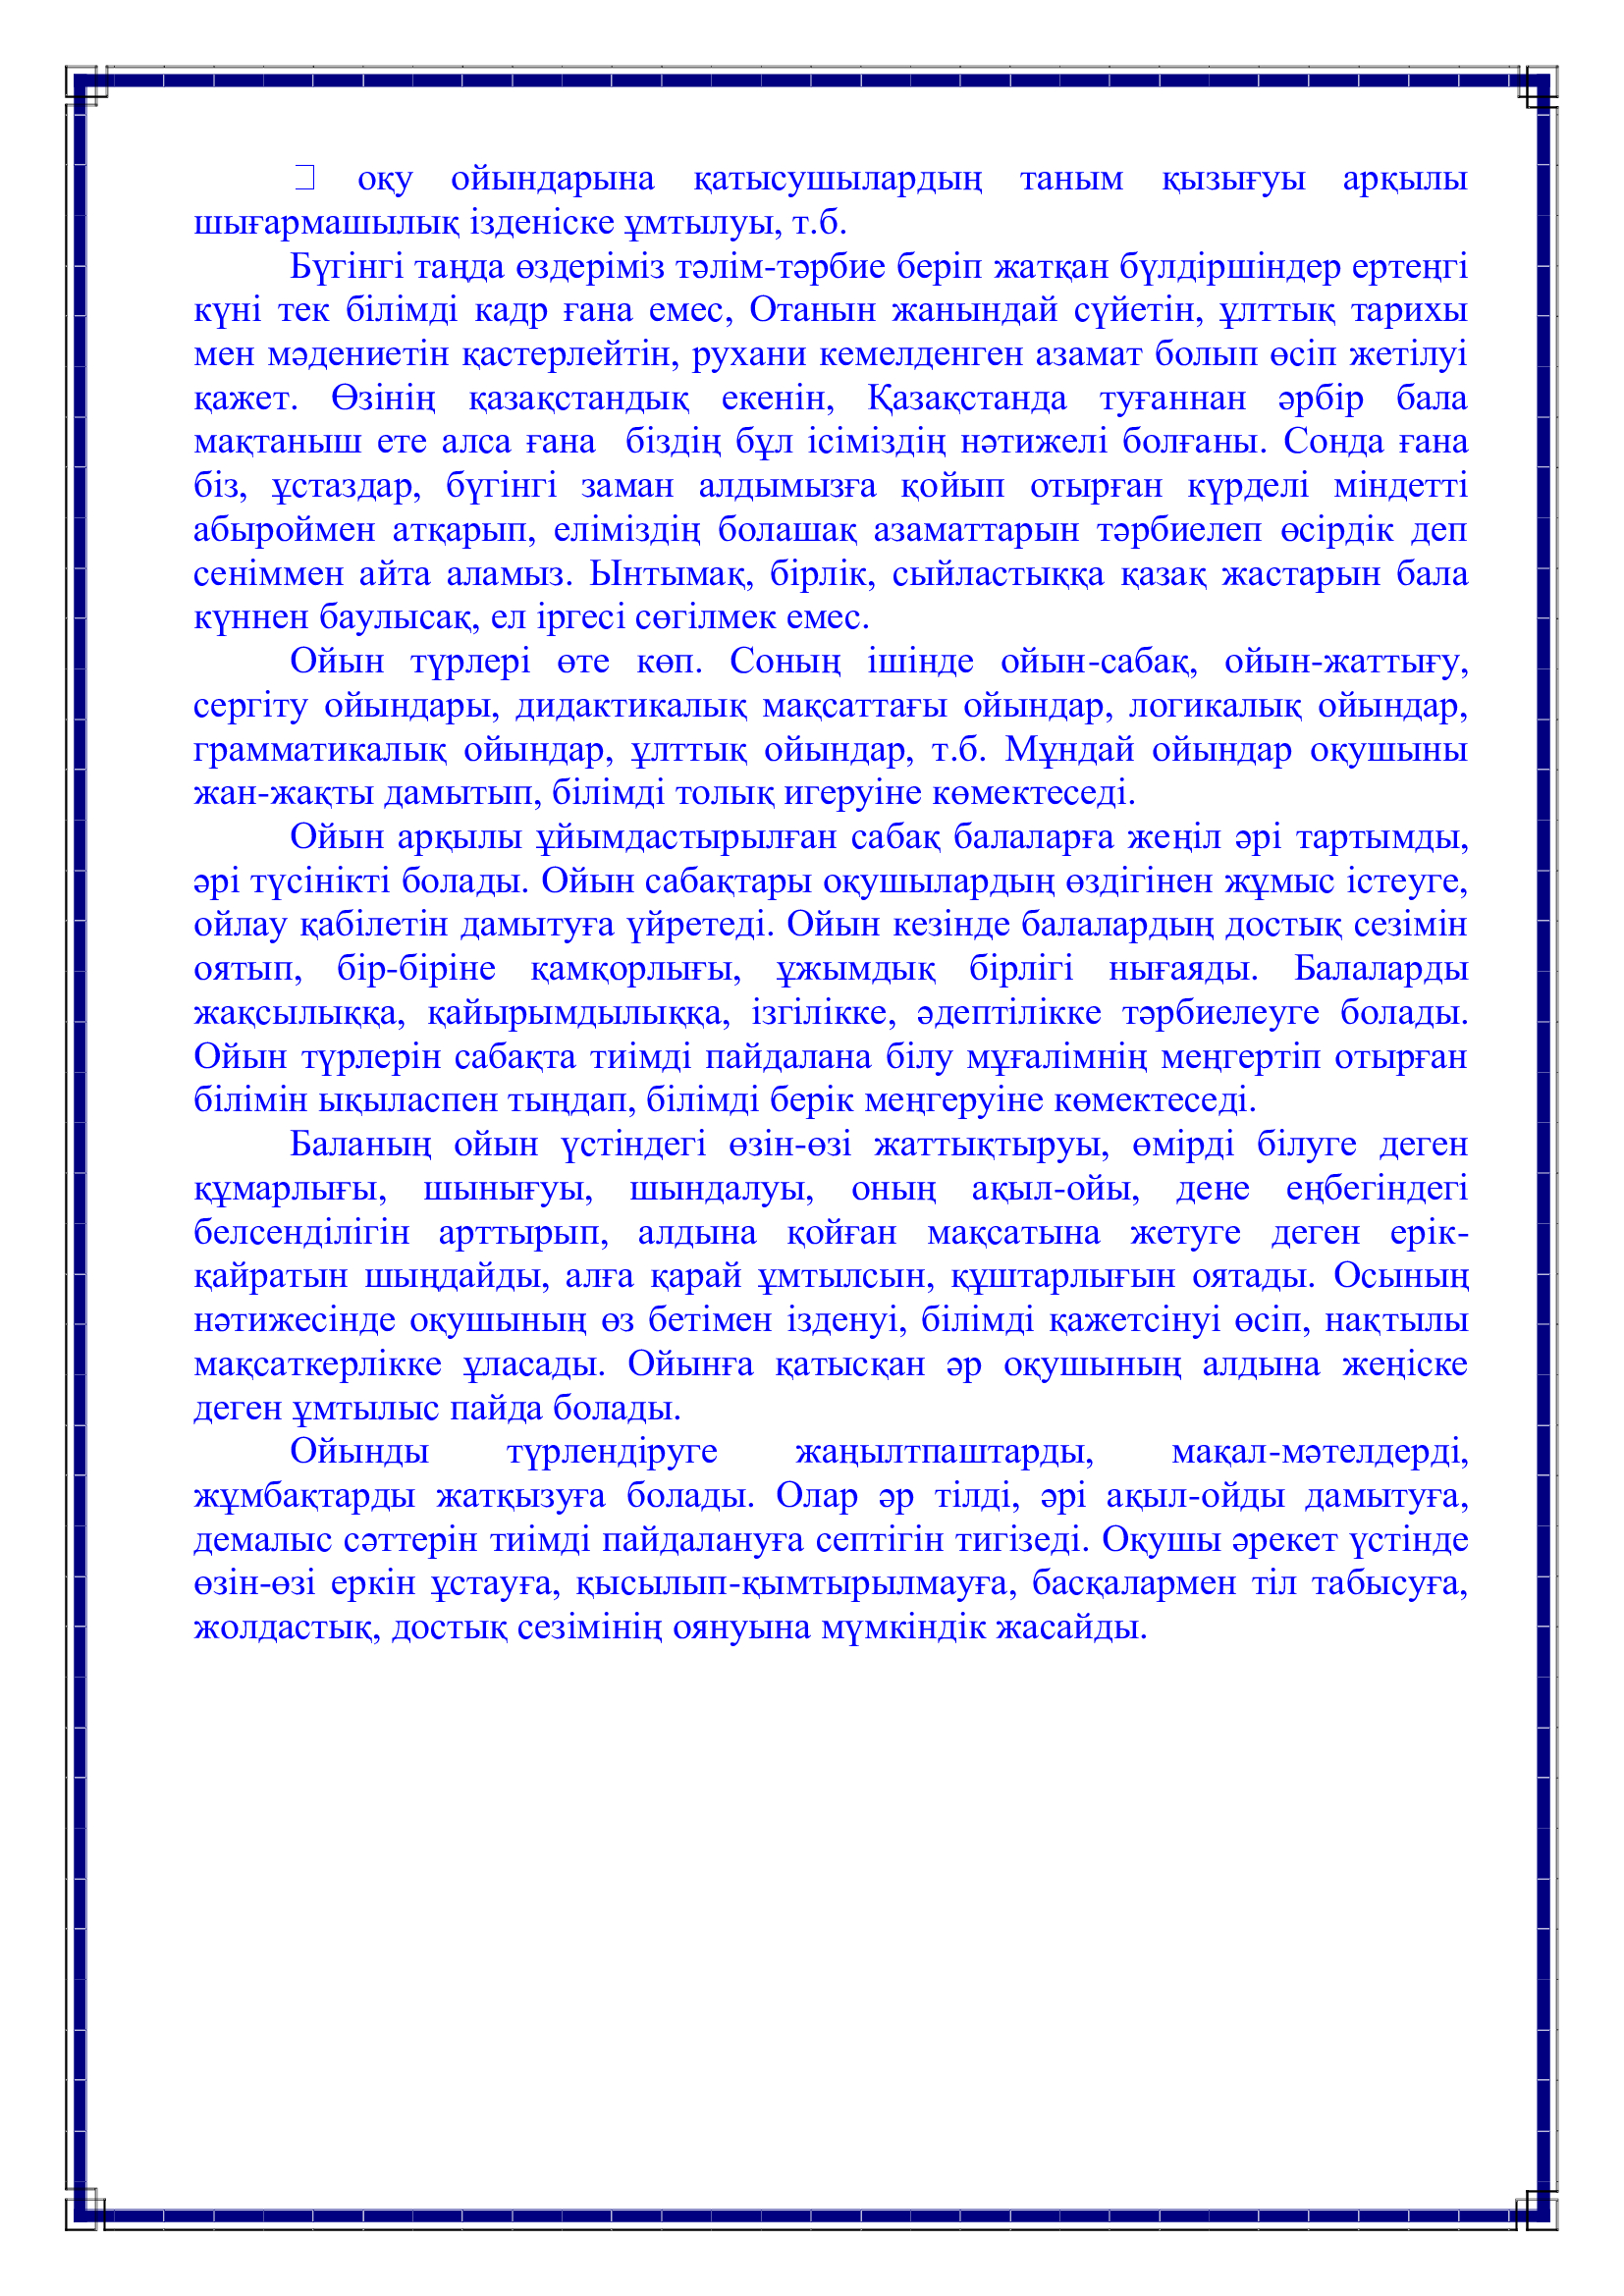 оқу ойындарына қатысушылардың таным қызығуы арқылы
шығармашылық ізденіске ұмтылуы, т.б.
Бүгінгі таңда өздеріміз тәлім-тәрбие беріп жатқан бүлдіршіндер ертеңгі
күні тек білімді кадр ғана емес, Отанын жанындай сүйетін, ұлттық тарихы
мен мәдениетін қастерлейтін, рухани кемелденген азамат болып өсіп жетілуі
қажет. Өзінің қазақстандық екенін, Қазақстанда туғаннан әрбір бала
мақтаныш ете алса ғана біздің бұл ісіміздің нәтижелі болғаны. Сонда ғана
біз, ұстаздар, бүгінгі заман алдымызға қойып отырған күрделі міндетті
абыроймен атқарып, еліміздің болашақ азаматтарын тәрбиелеп өсірдік деп
сеніммен айта аламыз. Ынтымақ, бірлік, сыйластыққа қазақ жастарын бала
күннен баулысақ, ел іргесі сөгілмек емес.
Ойын түрлері өте көп. Соның ішінде ойын-сабақ, ойын-жаттығу,
сергіту ойындары, дидактикалық мақсаттағы ойындар, логикалық ойындар,
грамматикалық ойындар, ұлттық ойындар, т.б. Мұндай ойындар оқушыны
жан-жақты дамытып, білімді толық игеруіне көмектеседі.
Ойын арқылы ұйымдастырылған сабақ балаларға жеңіл әрі тартымды,
әрі түсінікті болады. Ойын сабақтары оқушылардың өздігінен жұмыс істеуге,
ойлау қабілетін дамытуға үйретеді. Ойын кезінде балалардың достық сезімін
оятып, бір-біріне қамқорлығы, ұжымдық бірлігі нығаяды. Балаларды
жақсылыққа, қайырымдылыққа, ізгілікке, әдептілікке тәрбиелеуге болады.
Ойын түрлерін сабақта тиімді пайдалана білу мұғалімнің меңгертіп отырған
білімін ықыласпен тыңдап, білімді берік меңгеруіне көмектеседі.
Баланың ойын үстіндегі өзін-өзі жаттықтыруы, өмірді білуге деген
құмарлығы, шынығуы, шындалуы, оның ақыл-ойы, дене еңбегіндегі
белсенділігін арттырып, алдына қойған мақсатына жетуге деген ерік-
қайратын шыңдайды, алға қарай ұмтылсын, құштарлығын оятады. Осының
нәтижесінде оқушының өз бетімен ізденуі, білімді қажетсінуі өсіп, нақтылы
мақсаткерлікке ұласады. Ойынға қатысқан әр оқушының алдына жеңіске
деген ұмтылыс пайда болады.
Ойынды түрлендіруге жаңылтпаштарды, мақал-мәтелдерді,
жұмбақтарды жатқызуға болады. Олар әр тілді, әрі ақыл-ойды дамытуға,
демалыс сәттерін тиімді пайдалануға септігін тигізеді. Оқушы әрекет үстінде
өзін-өзі еркін ұстауға, қысылып-қымтырылмауға, басқалармен тіл табысуға,
жолдастық, достық сезімінің оянуына мүмкіндік жасайды.